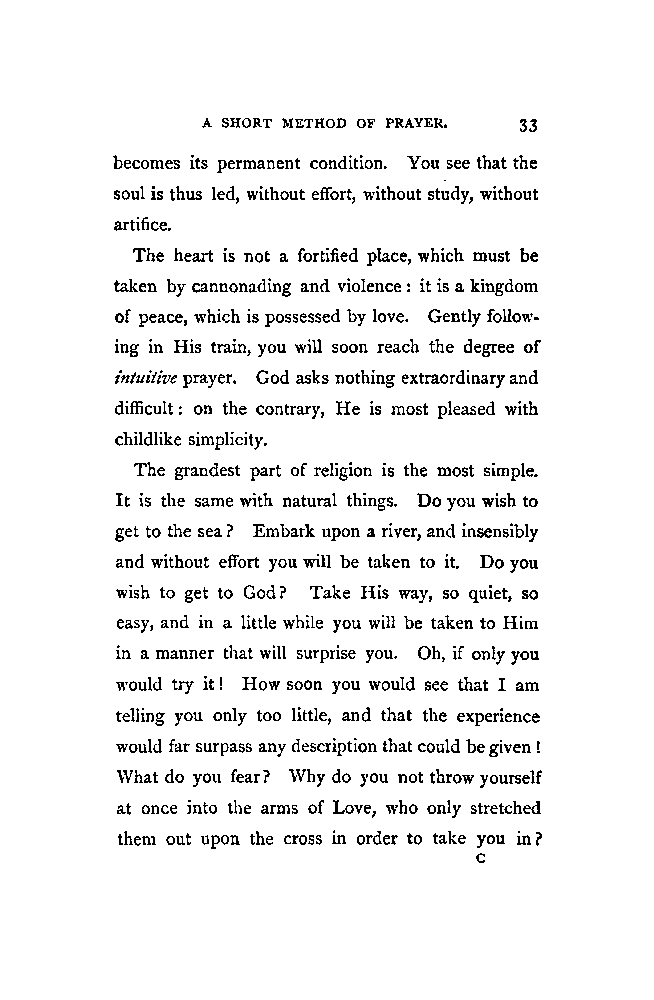 A SHORT METHOD OF PRAYER. 33
becomes its permanent condition. You see that the
soul is thus led, without effort, without study, without
artifice.
The heart is not a fortified place, which must be
taken by cannonading and violence : it is a kingdom
of peace, which is possessed by love. Gently follow-
ing in His train, you will soon reach the degree of
intuitive prayer. God asks nothing extraordinary and
difficult : on the contrary, He is most pleased with
childlike simplicity.
The grandest part of religion is the most simple.
It is the same with natural things. Do you wish to
get to the sea ? Embark upon a river, and insensibly
and without effort you will be taken to it. Do you
wish to get to God ? Take His way, so quiet, so
easy, and in a little while you will be taken to Him
in a manner that will surprise you. Oh, if only you
would try it ! How soon you would see that I am
telling you only too little, and that the experience
would far surpass any description that could be given !
What do you fear ? Why do you not throw yourself
at once into the arms of Love, who only stretched
them out upon the cross in order to take you in ?
C